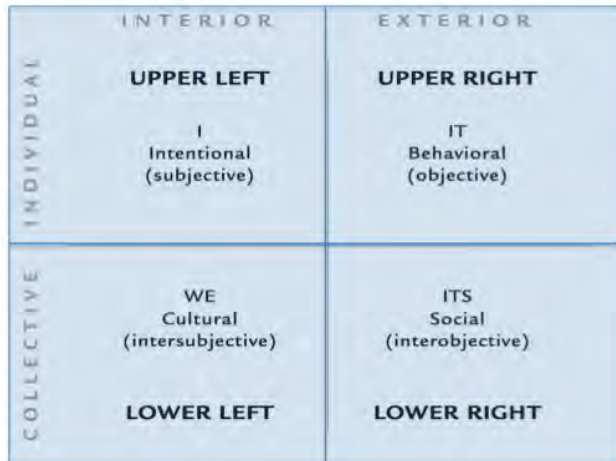 INTERIOR
EXTERIOR
INDIVIDUAL
UPPER LEFT
I
Intentional
(subjective)
UPPER RIGHT
IT
Behavioral
(objective)
COLLECTIVE
WE
Cultural
(intersubjective)
LOWER LEFT
ITS
Social
(interobjective)
LOWER RIGHT